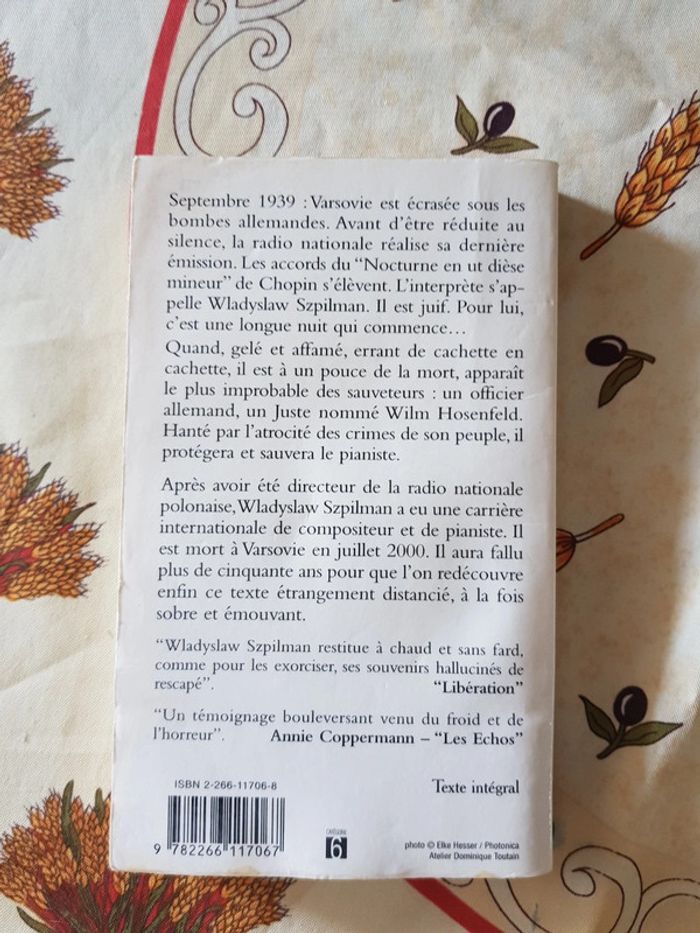 Septembre 1939 : Varsovie est écrasée sous les
bombes allemandes. Avant d'être réduite au
silence, la radio nationale réalise sa dernière
émission. Les accords du "Nocturne en ut dièse
mineur" de Chopin s'élèvent. L'interprète s'ap-
pelle Wladyslaw Szpilman. Il est juif. Pour lui,
c'est une longue nuit qui commence…
Quand, gelé et affamé, errant de cachette en
cachette, il est à un pouce de la mort, apparaît
le plus improbable des sauveteurs : un officier
allemand, un Juste nommé Wilm Hosenfeld.
Hanté par l'atrocité des crimes de son peuple, il
protégera et sauvera le pianiste.
Après avoir été directeur de la radio nationale
polonaise, Wladyslaw Szpilman a eu une carrière
internationale de compositeur et de pianiste. Il
est mort à Varsovie en juillet 2000. Il aura fallu
plus de cinquante ans pour que l'on redécouvre
enfin ce texte étrangement distancié, à la fois
sobre et émouvant.
"Wladyslaw Szpilman restitue à chaud et sans fard,
comme pour les exorciser, ses souvenirs hallucinés de
rescapé". "Libération"
"Un témoignage bouleversant venu du froid et de
l'horreur". Annie Coppermann – "Les Echos"
ISBN 2-266-11706-8
Texte intégral
9 782266 117067
CATÉGORIE
6
photo © Elke Hesser / Photonica
Atelier Dominique Toutain